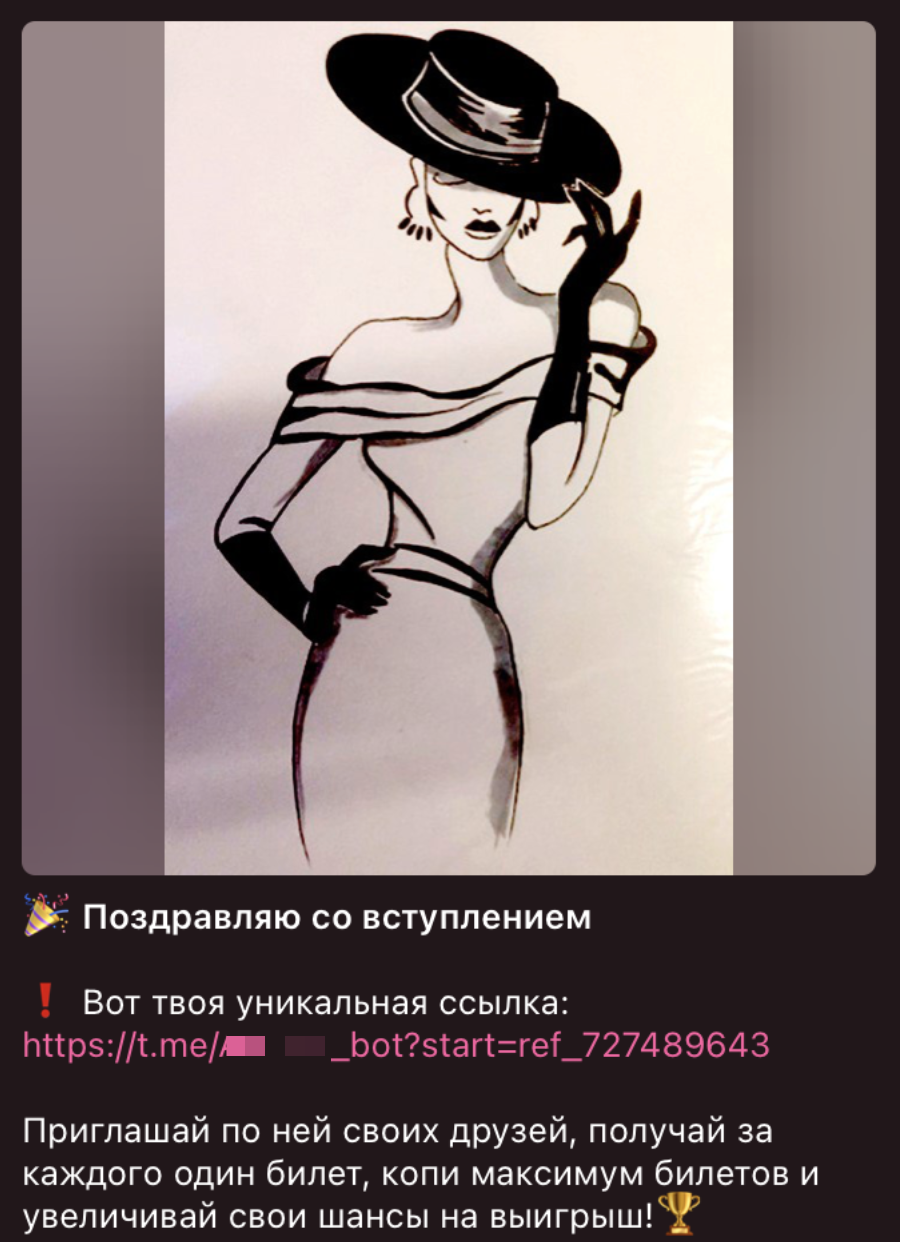 🎉 Поздравляю со вступлением
❗ Вот твоя уникальная ссылка:
https://t.me/ _bot?start=ref_727489643
Приглашай по ней своих друзей, получай за
каждого один билет, копи максимум билетов и
увеличивай свои шансы на выигрыш!🏆